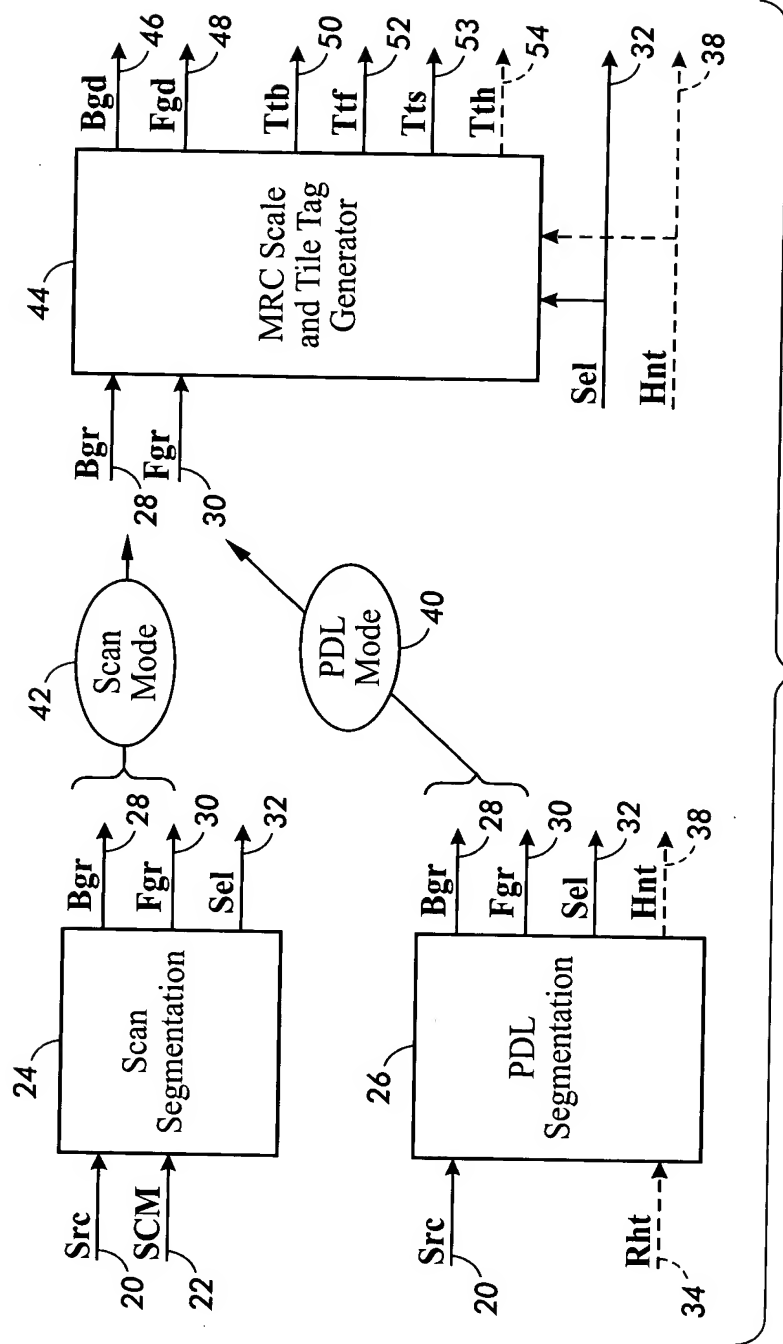 24
Src
20
SCM
22
Scan
Segmentation
Bgr
28
Fgr
30
Sel
32
26
Src
20
Rht
34
PDL
Segmentation
Bgr
28
Fgr
30
Sel
32
Hnt
38
42
Scan
Mode
PDL
Mode
40
Bgr
28
Fgr
30
44
MRC Scale
and Tile Tag
Generator
Bgd
46
Fgd
48
Ttb
50
Ttf
52
Tts
53
Tth
54
Sel
32
Hnt
38